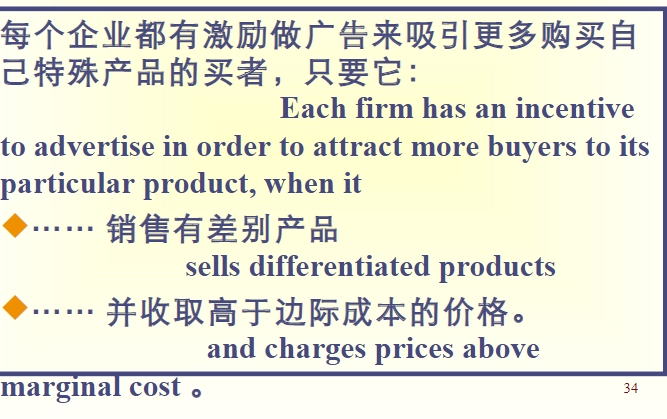 每个企业都有激励做广告来吸引更多购买自
己特殊产品的买者，只要它：
Each firm has an incentive
to advertise in order to attract more buyers to its
particular product, when it
◆…… 销售有差别产品
sells differentiated products
◆…… 并收取高于边际成本的价格。
and charges prices above
marginal cost 。
34